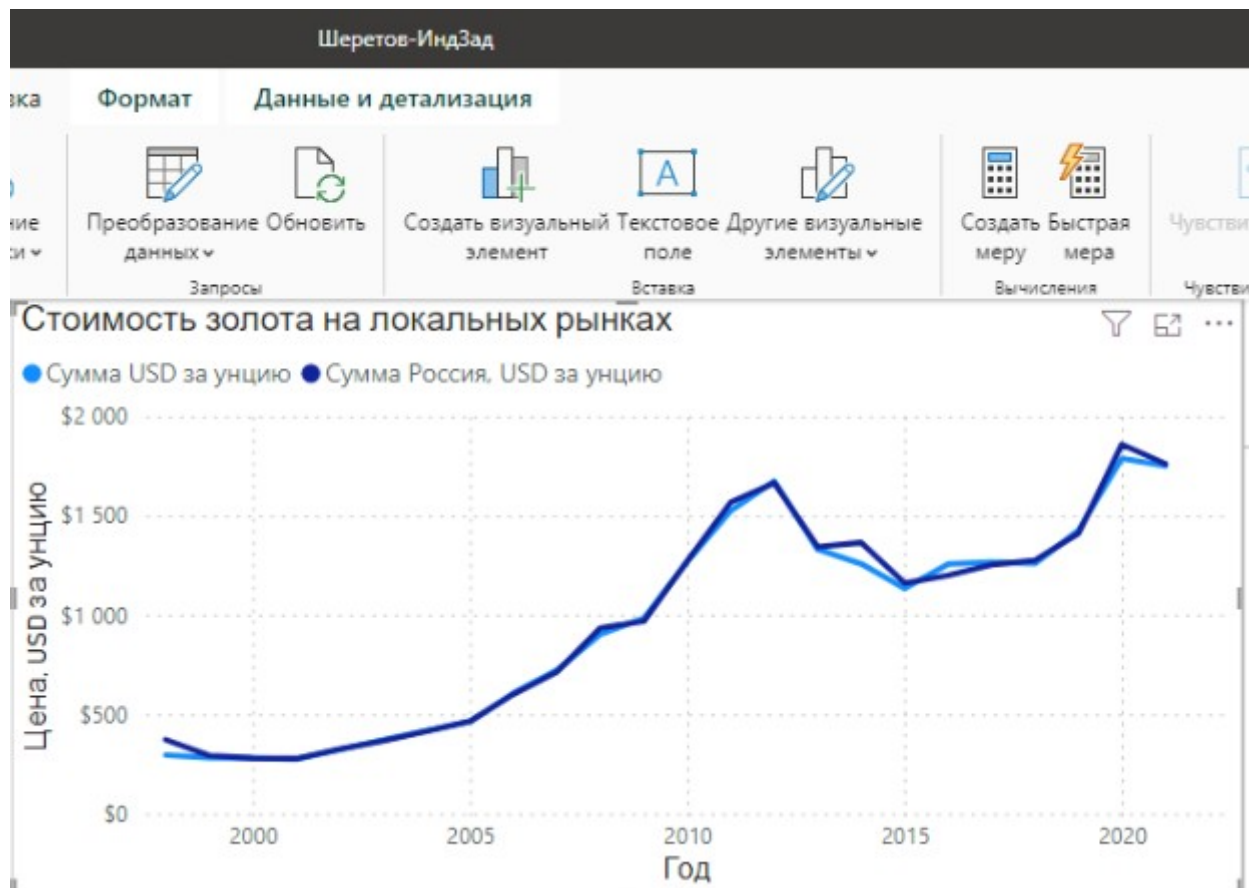 Шеретов-ИндЗад
Формат Данные и детализация
Преобразование Обновить Создать визуальный Текстовое Другие визуальные Создать Быстрая
данных элемент поле элементы меру мера
Запросы Вставка Вычисления
Стоимость золота на локальных рынках
Сумма USD за унцию Сумма Россия, USD за унцию
$2 000
$1 500
$1 000
$500
$0
Цена, USD за унцию
2000 2005 2010 2015 2020
Год